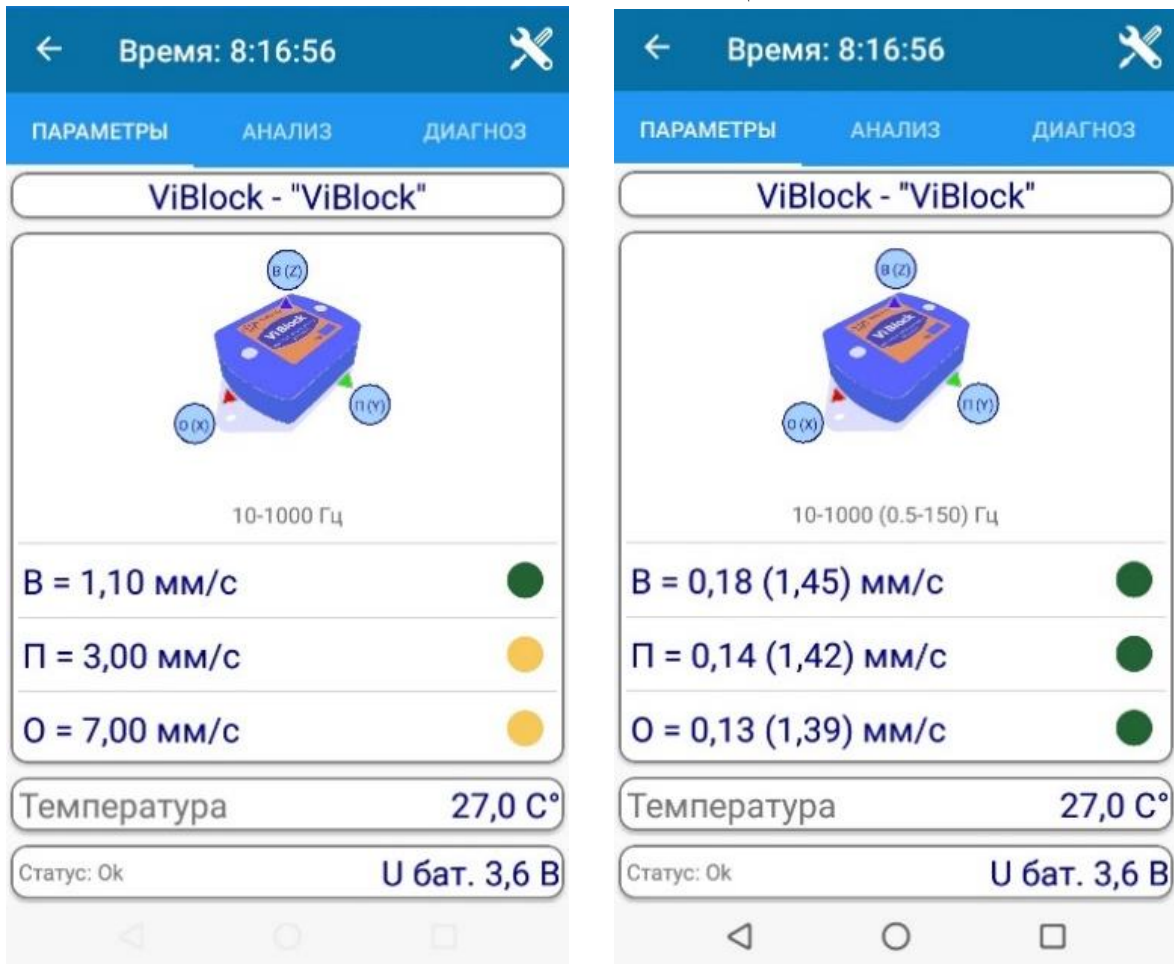 Время: 8:16:56
ПАРАМЕТРЫ АНАЛИЗ ДИАГНОЗ
ViBlock - "ViBlock"
В (Z)
ViBlock
О (X)
П (Y)
10-1000 Гц
В = 1,10 мм/с
П = 3,00 мм/с
О = 7,00 мм/с
Температура 27,0 С°
Статус: Ok U бат. 3,6 В
Время: 8:16:56
ПАРАМЕТРЫ АНАЛИЗ ДИАГНОЗ
ViBlock - "ViBlock"
В (Z)
ViBlock
О (X)
П (Y)
10-1000 (0.5-150) Гц
В = 0,18 (1,45) мм/с
П = 0,14 (1,42) мм/с
О = 0,13 (1,39) мм/с
Температура 27,0 С°
Статус: Ok U бат. 3,6 В